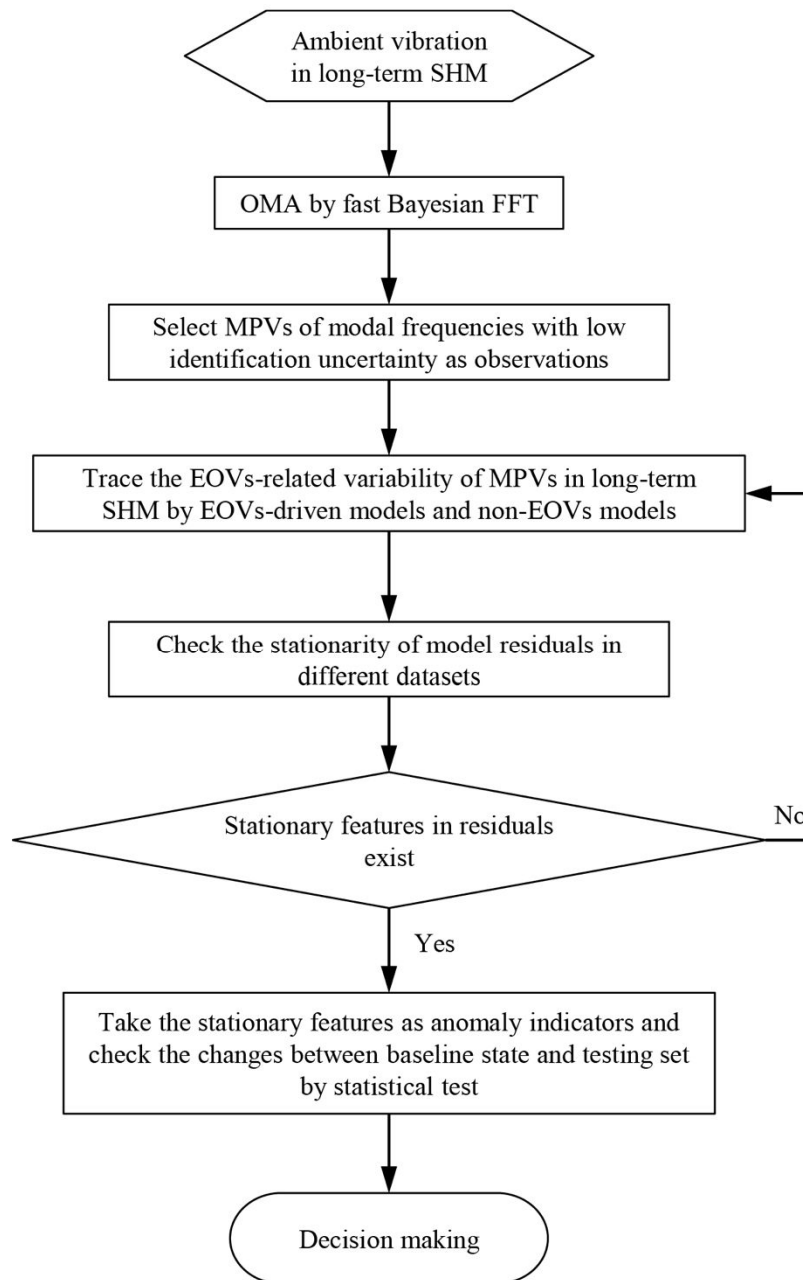 Ambient vibration
in long-term SHM
OMA by fast Bayesian FFT
Select MPVs of modal frequencies with low
identification uncertainty as observations
Trace the EOVs-related variability of MPVs in long-term
SHM by EOVs-driven models and non-EOVs models
Check the stationarity of model residuals in
different datasets
Stationary features in residuals
exist
No
Yes
Take the stationary features as anomaly indicators and
check the changes between baseline state and testing set
by statistical test
Decision making